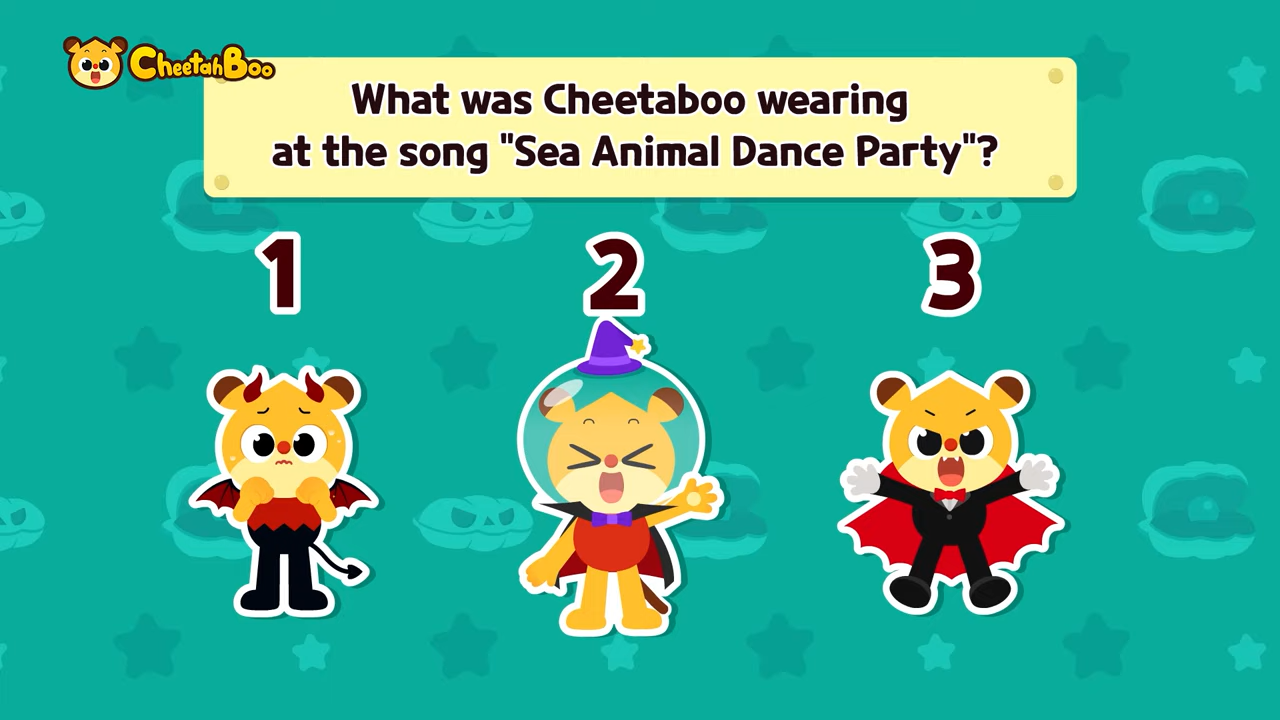 CheetahBoo
What was Cheetaboo wearing
at the song "Sea Animal Dance Party"?
1
2
3